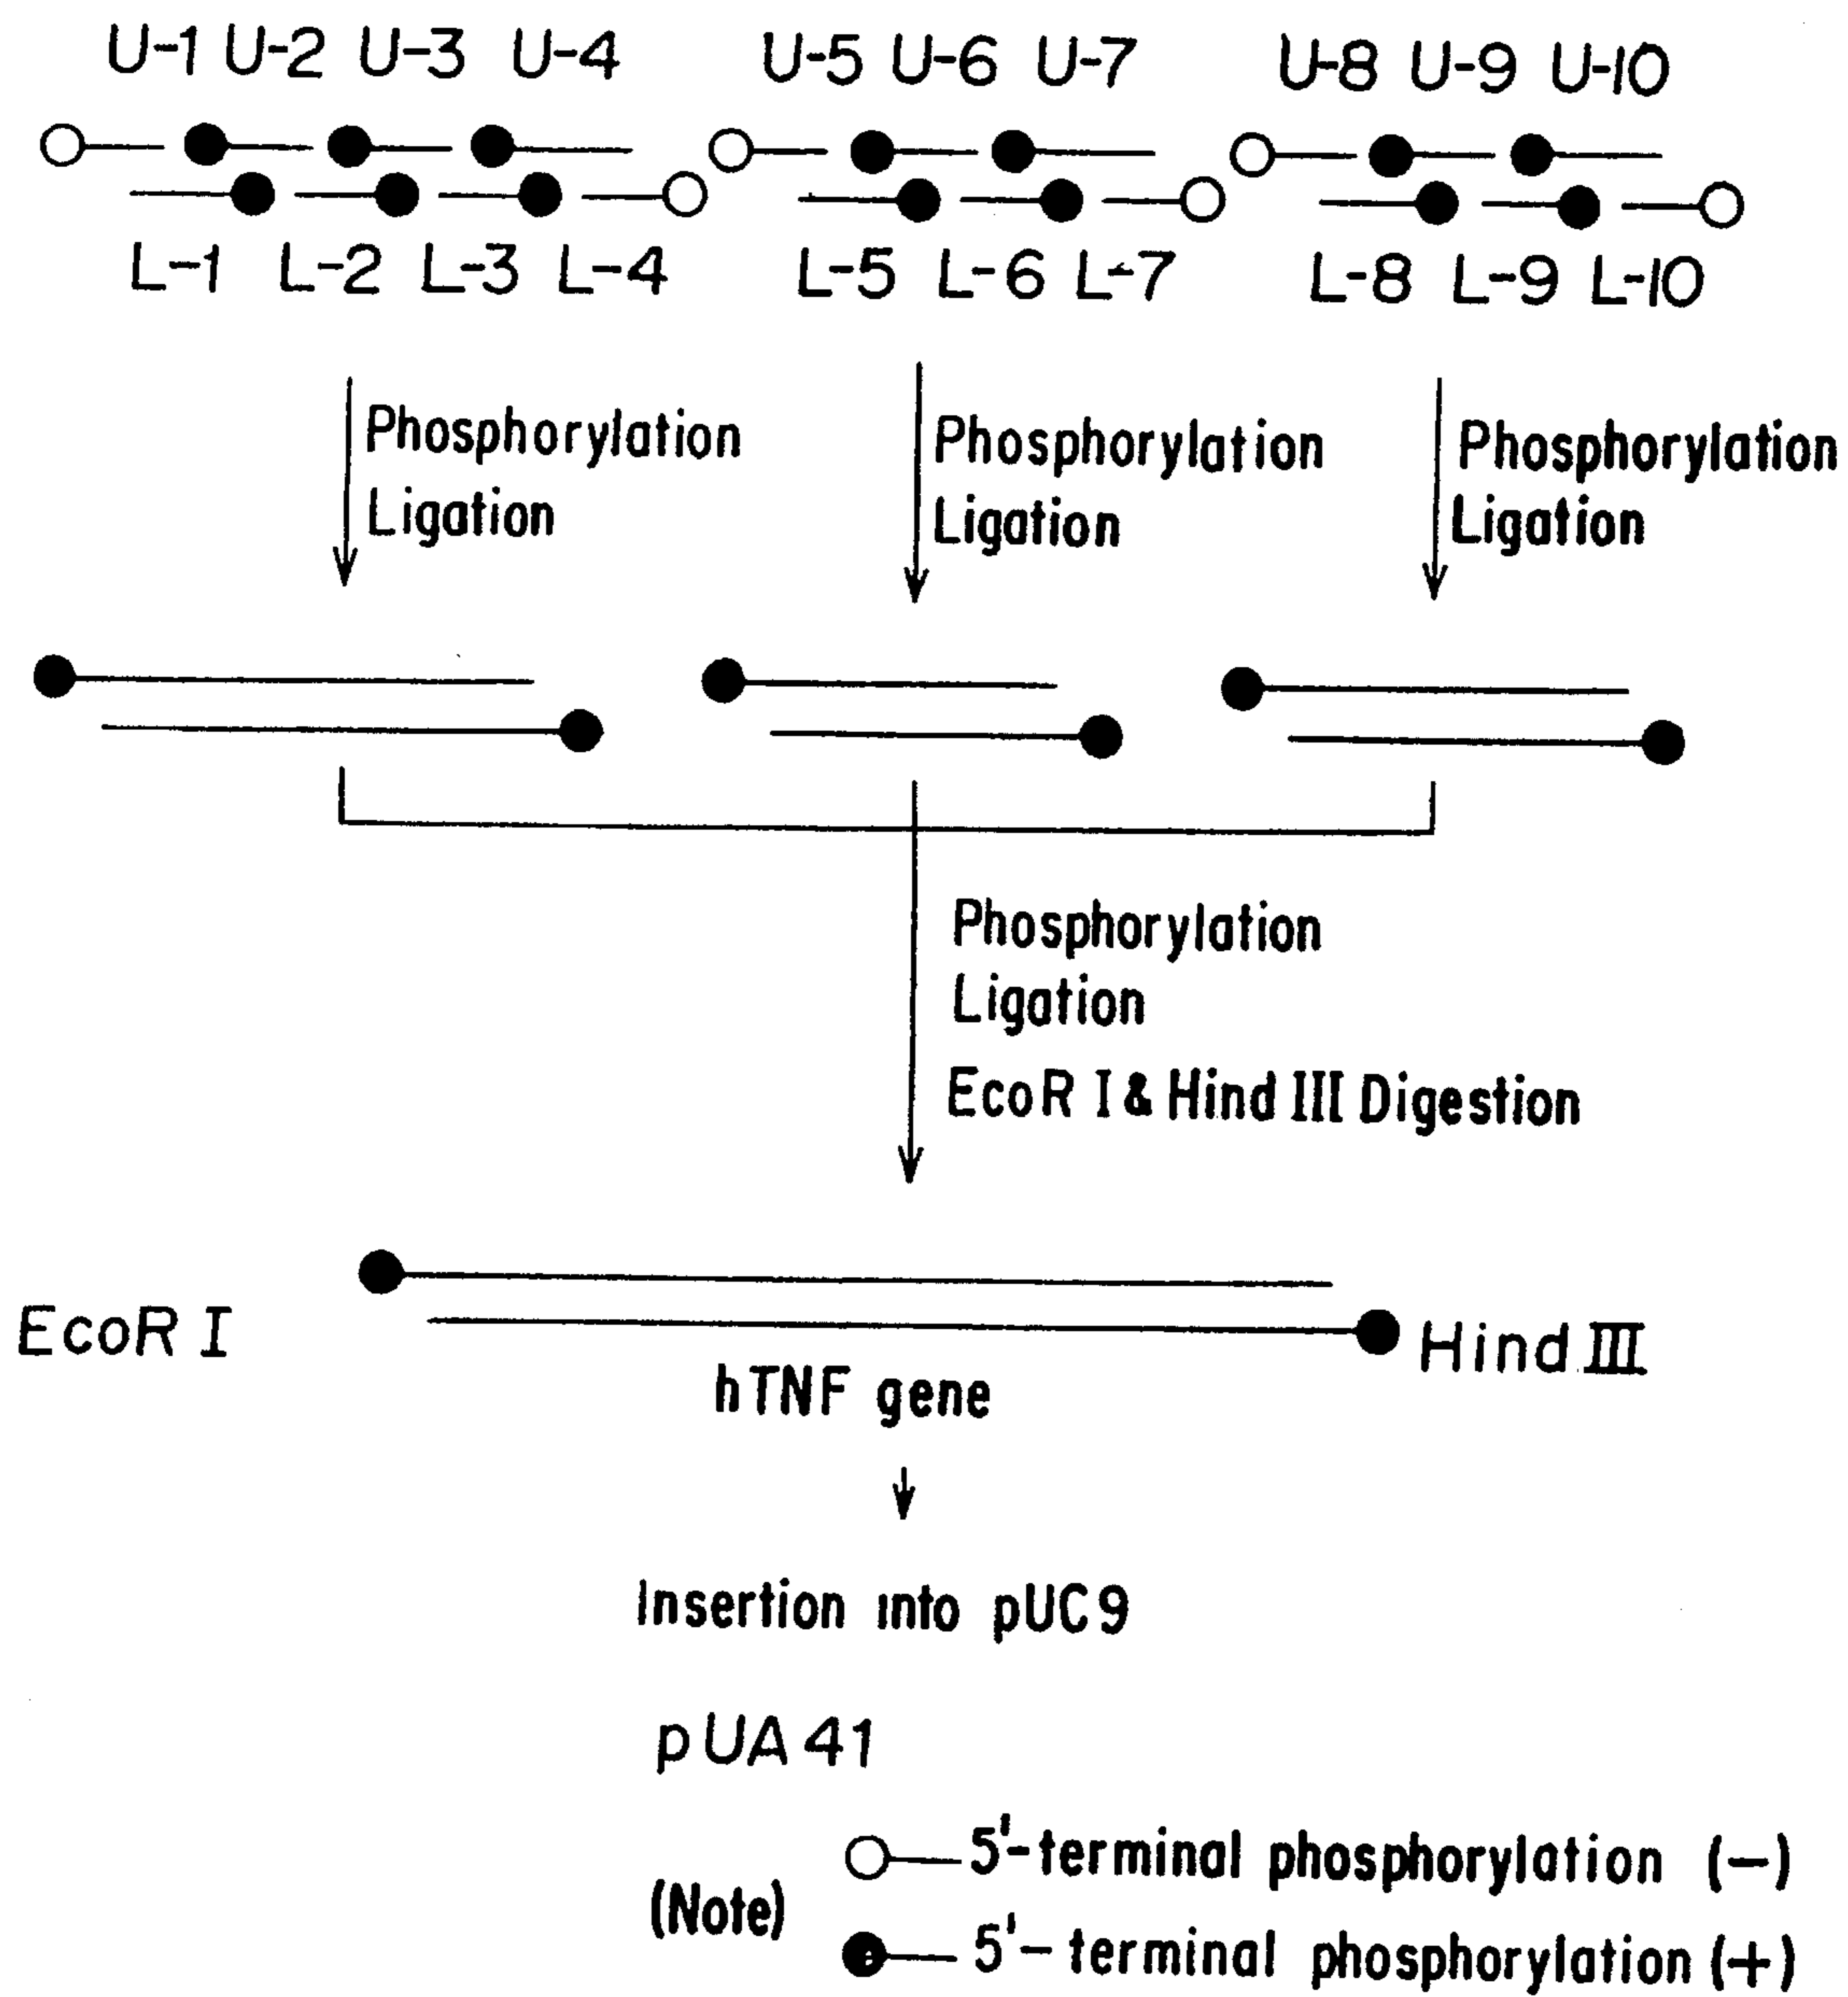 U-1 U-2 U-3 U-4 U-5 U-6 U-7 U-8 U-9 U-10
L-1 L-2 L-3 L-4 L-5 L-6 L-7 L-8 L-9 L-10
Phosphorylation
Ligation
Phosphorylation
Ligation
Phosphorylation
Ligation
Phosphorylation
Ligation
EcoR I & Hind III Digestion
EcoR I
Hind III
hTNF gene
Insertion into pUC9
pUA41
(Note)
5'-terminal phosphorylation (-)
5'-terminal phosphorylation (+)